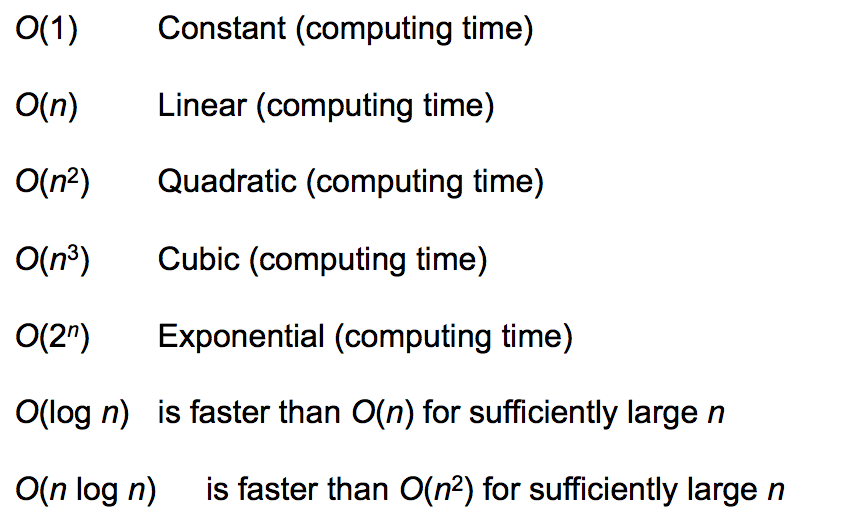 O(1) Constant (computing time)
O(n) Linear (computing time)
O(n²) Quadratic (computing time)
O(n³) Cubic (computing time)
O(2ⁿ) Exponential (computing time)
O(log n) is faster than O(n) for sufficiently large n
O(n log n) is faster than O(n²) for sufficiently large n